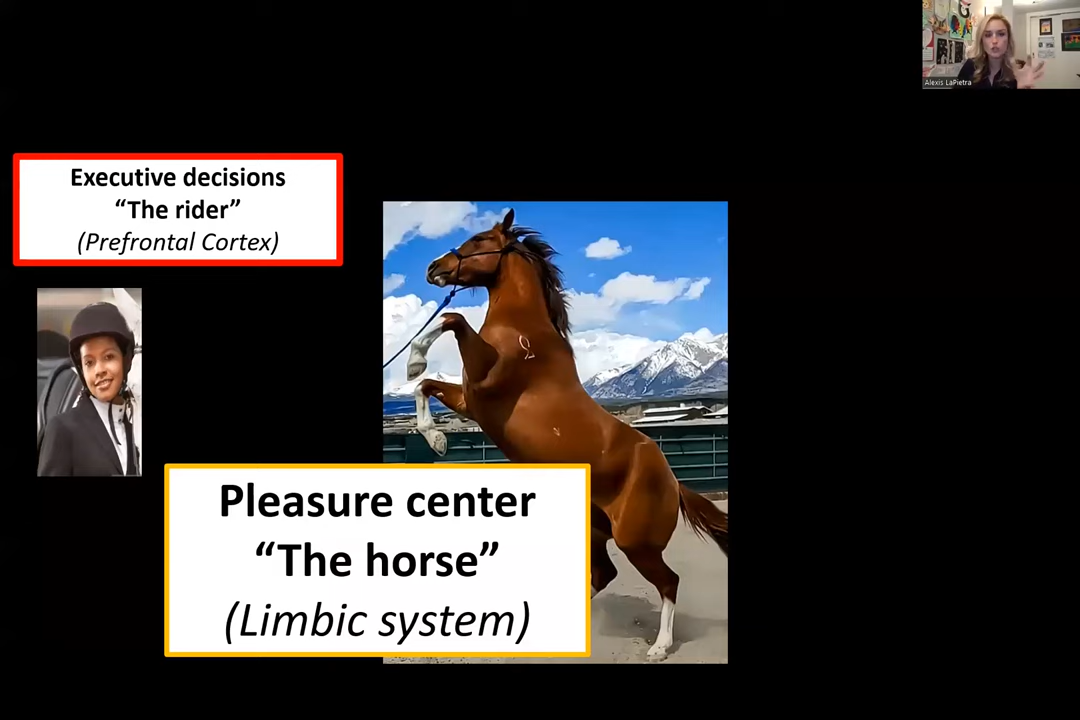 Alexis LaPietra
Executive decisions
“The rider”
(Prefrontal Cortex)
Pleasure center
“The horse”
(Limbic system)